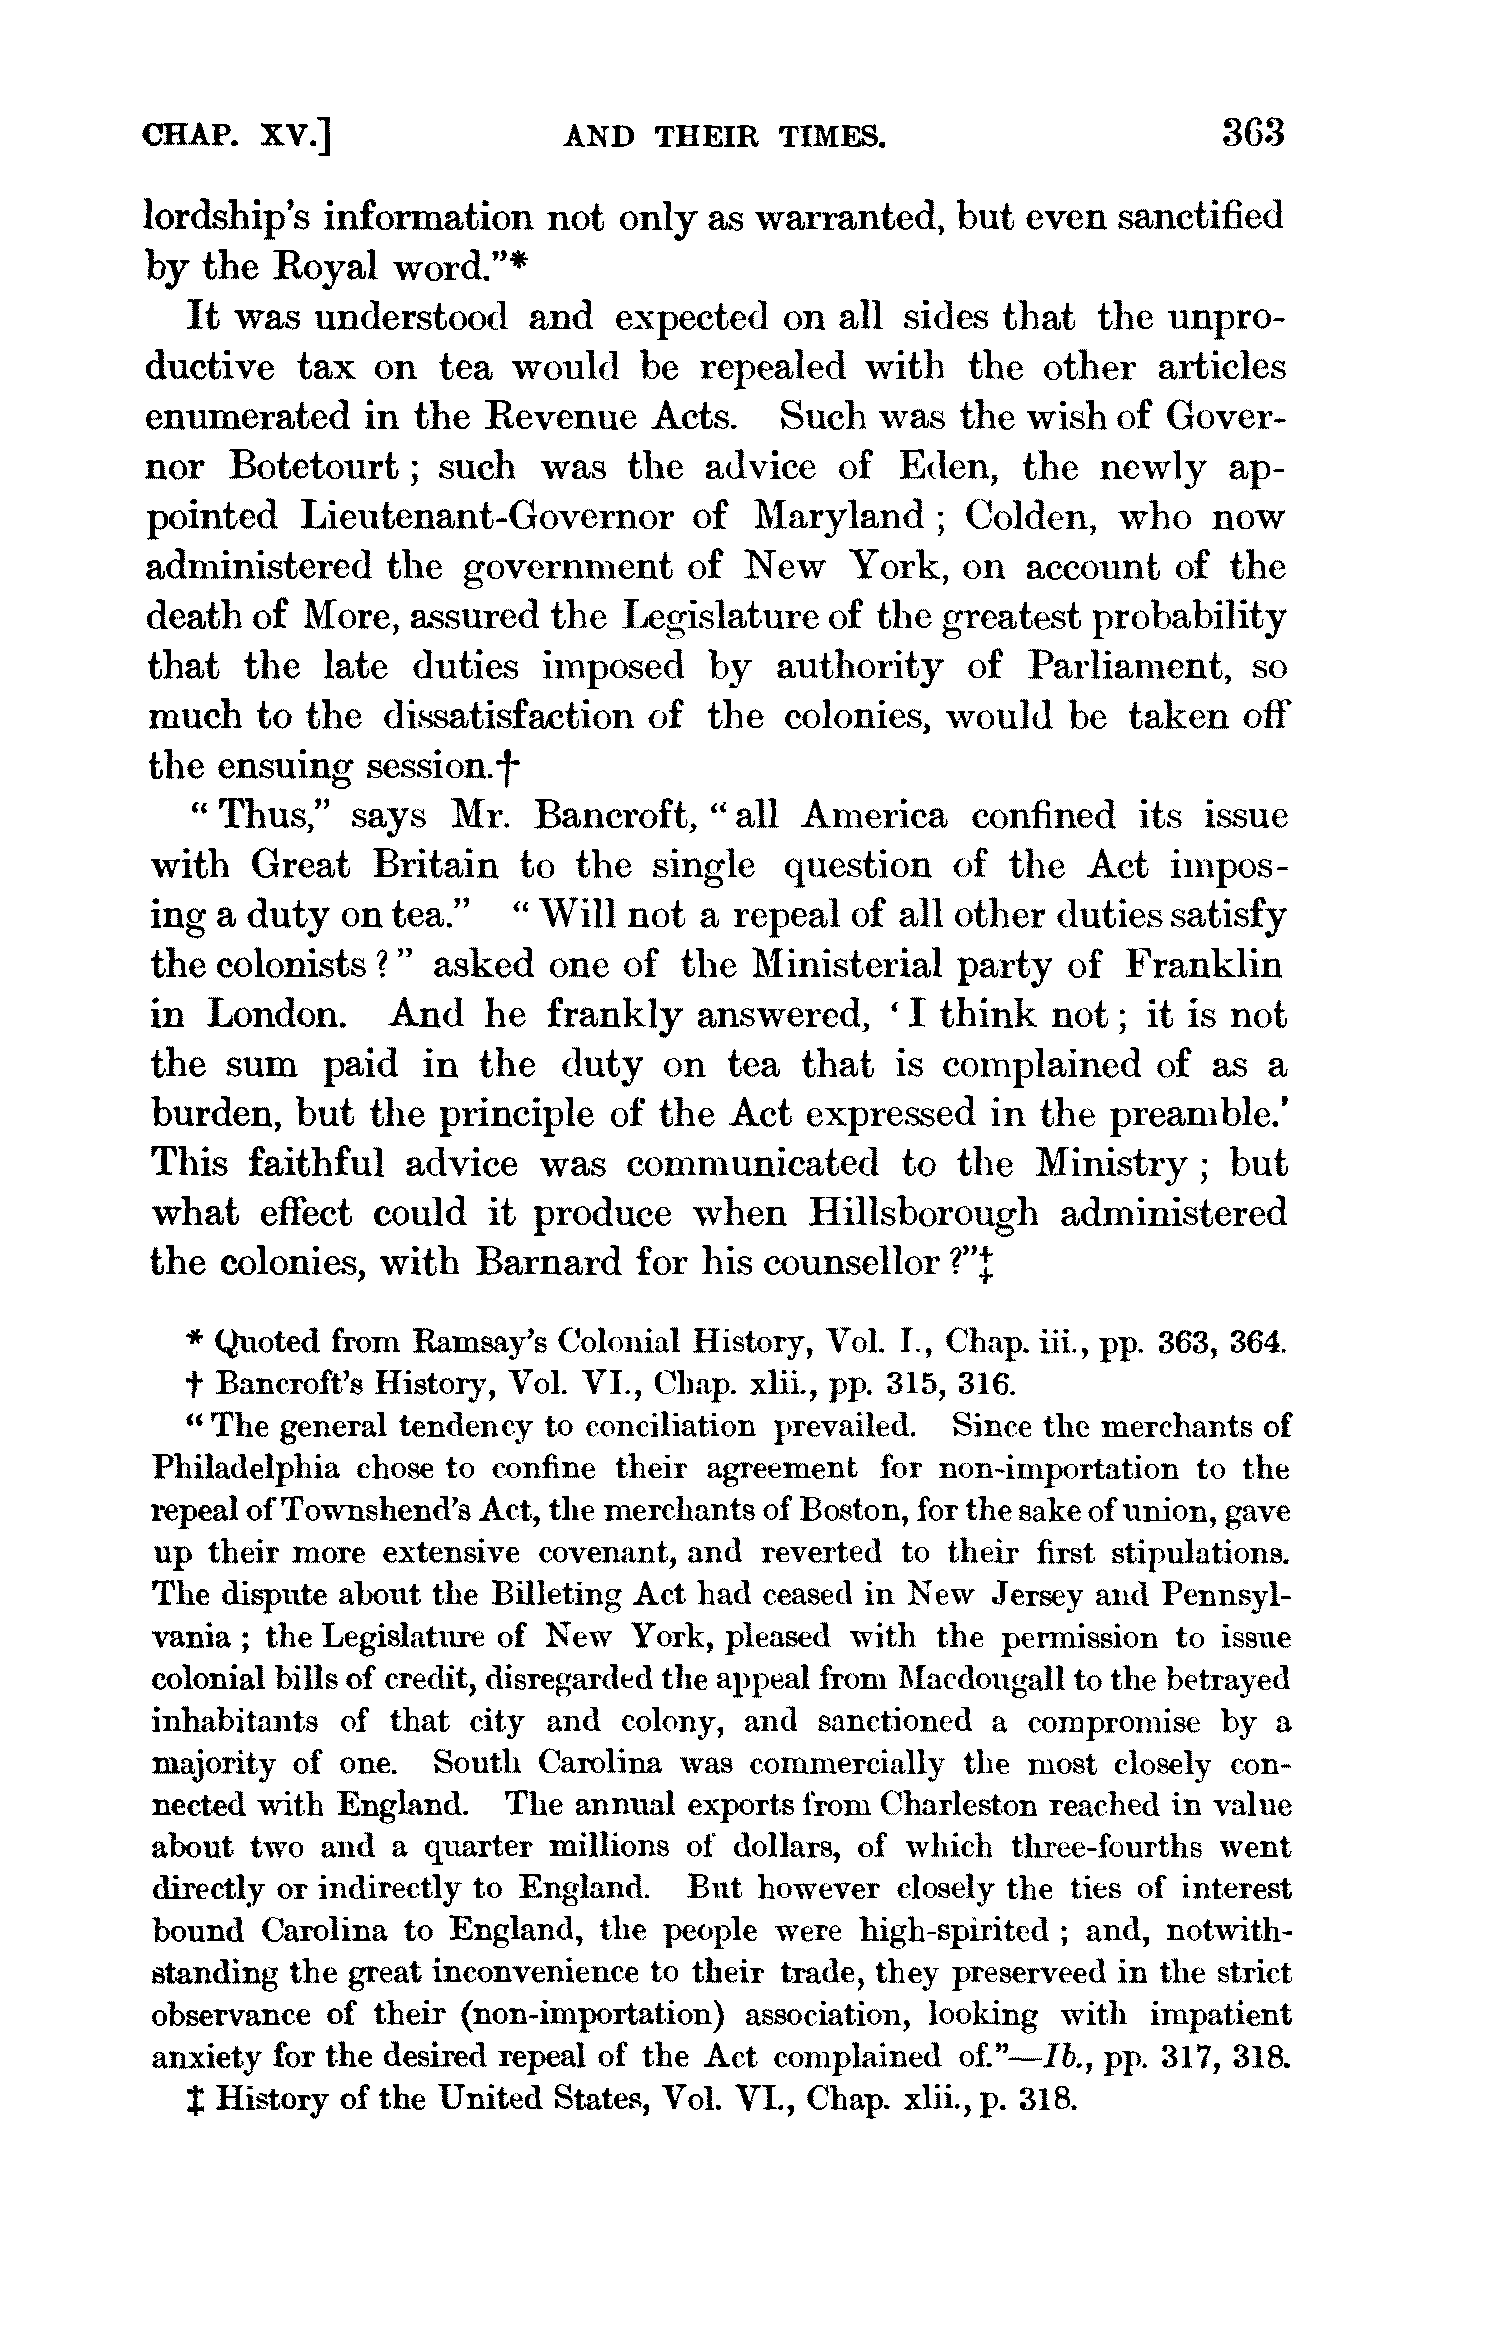 CHAP. XV.] AND THEIR TIMES. 363
lordship's information not only as warranted, but even sanctified
by the Royal word."*
It was understood and expected on all sides that the unpro-
ductive tax on tea would be repealed with the other articles
enumerated in the Revenue Acts. Such was the wish of Gover-
nor Botetourt ; such was the advice of Eden, the newly ap-
pointed Lieutenant-Governor of Maryland ; Colden, who now
administered the government of New York, on account of the
death of More, assured the Legislature of the greatest probability
that the late duties imposed by authority of Parliament, so
much to the dissatisfaction of the colonies, would be taken off
the ensuing session.†
" Thus," says Mr. Bancroft, " all America confined its issue
with Great Britain to the single question of the Act impos-
ing a duty on tea." " Will not a repeal of all other duties satisfy
the colonists ? " asked one of the Ministerial party of Franklin
in London. And he frankly answered, ' I think not ; it is not
the sum paid in the duty on tea that is complained of as a
burden, but the principle of the Act expressed in the preamble.'
This faithful advice was communicated to the Ministry ; but
what effect could it produce when Hillsborough administered
the colonies, with Barnard for his counsellor ?"‡
* Quoted from Ramsay's Colonial History, Vol. I., Chap. iii., pp. 363, 364.
† Bancroft's History, Vol. VI., Chap. xlii., pp. 315, 316.
" The general tendency to conciliation prevailed. Since the merchants of
Philadelphia chose to confine their agreement for non-importation to the
repeal of Townshend's Act, the merchants of Boston, for the sake of union, gave
up their more extensive covenant, and reverted to their first stipulations.
The dispute about the Billeting Act had ceased in New Jersey and Pennsyl-
vania ; the Legislature of New York, pleased with the permission to issue
colonial bills of credit, disregarded the appeal from Macdougall to the betrayed
inhabitants of that city and colony, and sanctioned a compromise by a
majority of one. South Carolina was commercially the most closely con-
nected with England. The annual exports from Charleston reached in value
about two and a quarter millions of dollars, of which three-fourths went
directly or indirectly to England. But however closely the ties of interest
bound Carolina to England, the people were high-spirited ; and, notwith-
standing the great inconvenience to their trade, they preserveed in the strict
observance of their (non-importation) association, looking with impatient
anxiety for the desired repeal of the Act complained of."—Ib., pp. 317, 318.
‡ History of the United States, Vol. VI., Chap. xlii., p. 318.